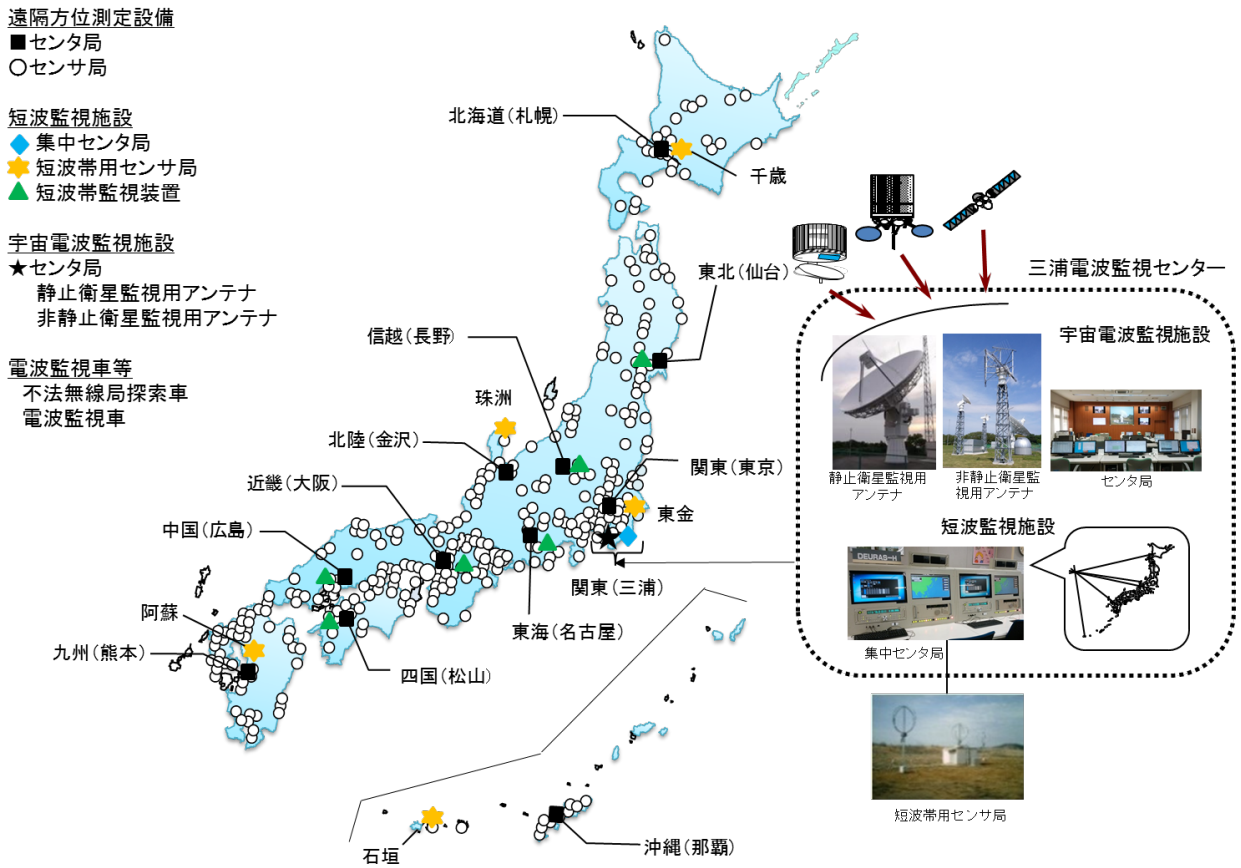 遠隔方位測定設備
■センタ局
○センサ局
短波監視施設
集中センタ局
短波帯用センサ局
短波帯監視装置
宇宙電波監視施設
★センタ局
静止衛星監視用アンテナ
非静止衛星監視用アンテナ
電波監視車等
不法無線局探索車
電波監視車
北海道(札幌)
千歳
東北(仙台)
信越(長野)
珠洲
北陸(金沢)
関東(東京)
近畿(大阪)
東金
中国(広島)
関東(三浦)
阿蘇
東海(名古屋)
九州(熊本)
四国(松山)
石垣
沖縄(那覇)
三浦電波監視センター
宇宙電波監視施設
静止衛星監視用
アンテナ
非静止衛星監
視用アンテナ
センタ局
短波監視施設
DEURAS-H
集中センタ局
短波帯用センサ局